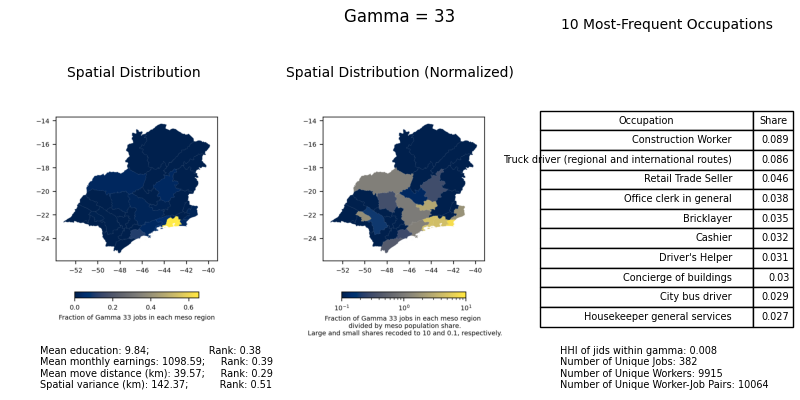 Gamma = 33
10 Most-Frequent Occupations
Spatial Distribution
Spatial Distribution (Normalized)
−14
−16
−18
−20
−22
−24
−52 −50 −48 −46 −44 −42 −40
0.0 0.2 0.4 0.6
Fraction of Gamma 33 jobs in each meso region
−14
−16
−18
−20
−22
−24
−52 −50 −48 −46 −44 −42 −40
10⁻¹ 10⁰ 10¹
Fraction of Gamma 33 jobs in each meso region
divided by meso population share.
Large and small shares recoded to 10 and 0.1, respectively.
Occupation Share
Construction Worker 0.089
Truck driver (regional and international routes) 0.086
Retail Trade Seller 0.046
Office clerk in general 0.038
Bricklayer 0.035
Cashier 0.032
Driver's Helper 0.031
Concierge of buildings 0.03
City bus driver 0.029
Housekeeper general services 0.027
Mean education: 9.84; Rank: 0.38
Mean monthly earnings: 1098.59; Rank: 0.39
Mean move distance (km): 39.57; Rank: 0.29
Spatial variance (km): 142.37; Rank: 0.51
HHI of jids within gamma: 0.008
Number of Unique Jobs: 382
Number of Unique Workers: 9915
Number of Unique Worker-Job Pairs: 10064